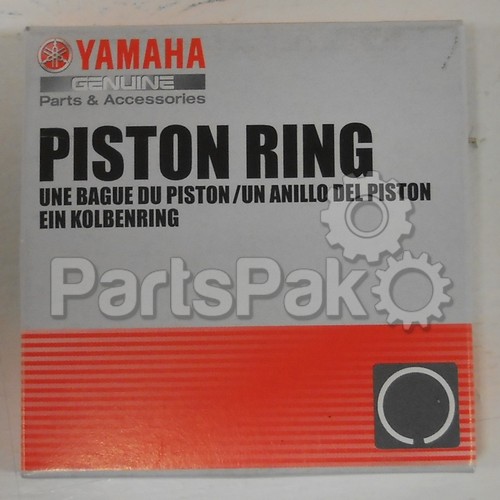 YAMAHA
GENUINE
Parts & Accessories
PISTON RING
UNE BAGUE DU PISTON/UN ANILLO DEL PISTON
EIN KOLBENRING
PartsPak